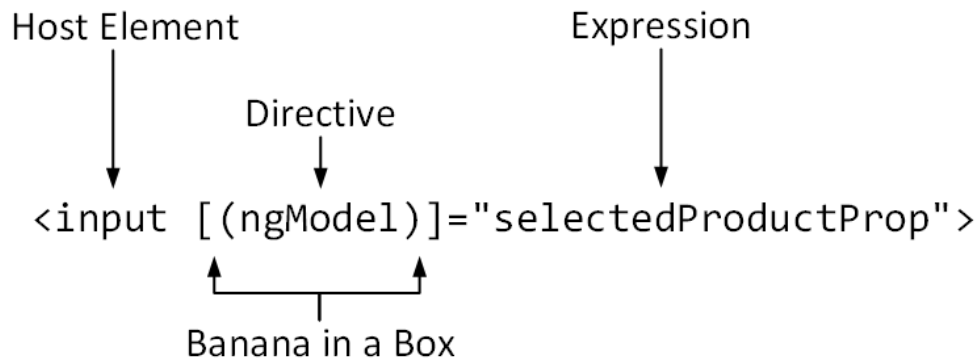 Host Element
Expression
Directive
<input [(ngModel)]="selectedProductProp">
Banana in a Box